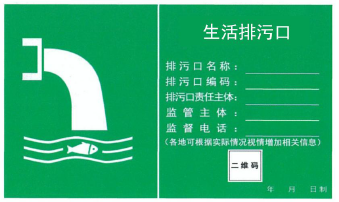 生活排污口
排污口名称：
排污口编码：
排污口责任主体：
监管主体：
监督电话：
（各地可根据实际情况视情增加相关信息）
二维码
年 月 日制